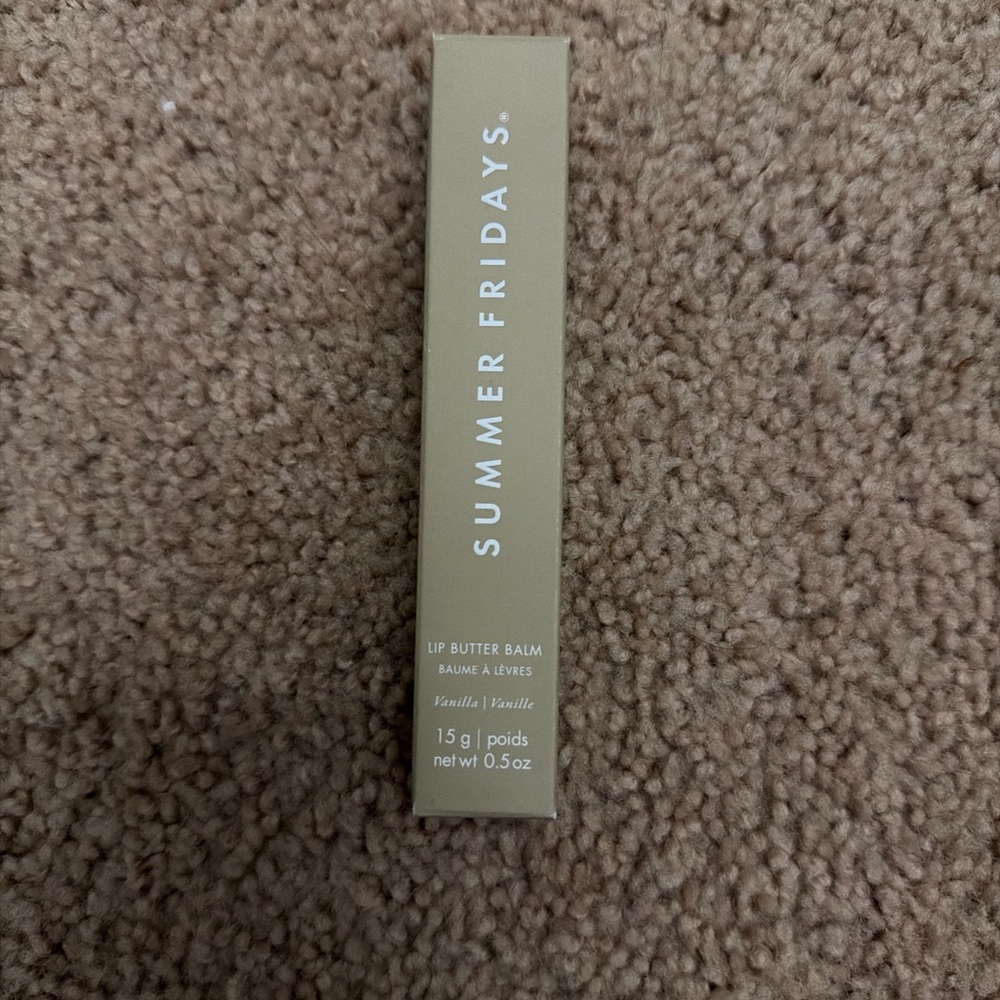 SUMMER FRIDAYS®
LIP BUTTER BALM
BAUME À LÈVRES
Vanilla | Vanille
15 g | poids
net wt 0.5 oz